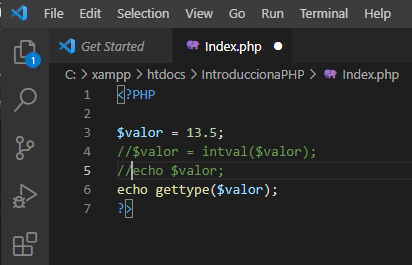 File Edit Selection View Go Run Terminal Help
Get Started Index.php
C: > xampp > htdocs > IntroduccionaPHP > Index.php
1 <?PHP
2
3 $valor = 13.5;
4 //$valor = intval($valor);
5 //echo $valor;
6 echo gettype($valor);
7 ?>
1